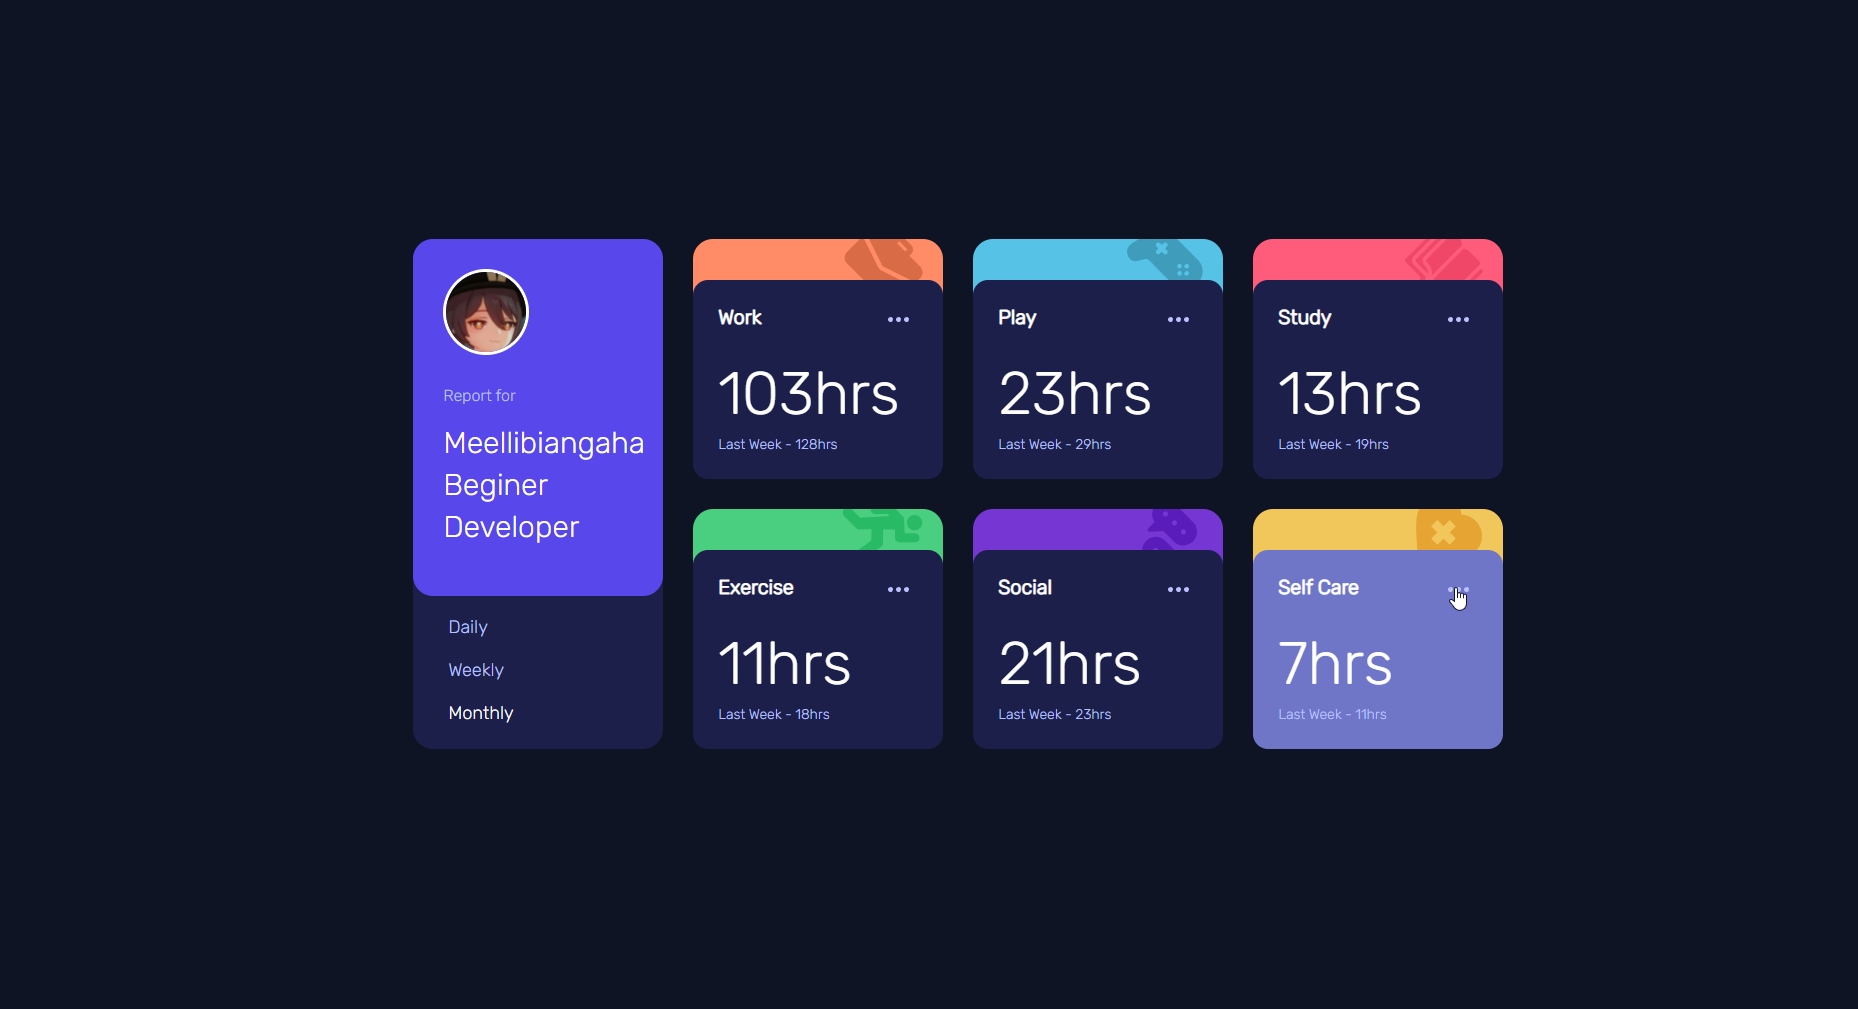 Report for
Meellibiangaha
Beginer
Developer
Daily
Weekly
Monthly
Work
103hrs
Last Week - 128hrs
Play
23hrs
Last Week - 29hrs
Study
13hrs
Last Week - 19hrs
Exercise
11hrs
Last Week - 18hrs
Social
21hrs
Last Week - 23hrs
Self Care
7hrs
Last Week - 11hrs